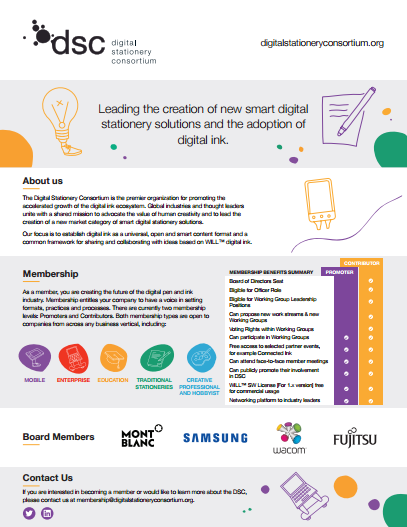 dsc
digital
stationery
consortium
digitalstationeryconsortium.org
Leading the creation of new smart digital
stationery solutions and the adoption of
digital ink.
About us
The Digital Stationery Consortium is the premier organization for promoting the
accelerated growth of the digital ink ecosystem. Global industries and thought leaders
unite with a shared mission to advocate the value of human creativity and to lead the
creation of a new market category of smart digital stationery solutions.
Our focus is to establish digital ink as a universal, open and smart content format and a
common framework for sharing and collaborating with ideas based on WILL™ digital ink.
Membership
As a member, you are creating the future of the digital pen and ink
industry. Membership entitles your company to have a voice in setting
formats, practices and processes. There are currently two membership
levels: Promoters and Contributors. Both membership types are open to
companies from across any business vertical, including:
MOBILE
ENTERPRISE
EDUCATION
TRADITIONAL
STATIONERIES
CREATIVE
PROFESSIONAL
AND HOBBYIST
CONTRIBUTOR
MEMBERSHIP BENEFITS SUMMARY PROMOTER
Board of Directors Seat
Eligible for Officer Role
Eligible for Working Group Leadership
Positions
Can propose new work streams & new
Working Groups
Voting Rights within Working Groups
Can participate in Working Groups
Free access to selected partner events,
for example Connected Ink
Can attend face-to-face member meetings
Can publicly promote their involvement
in DSC
WILL™ SW License (For 1.x version) free
for commercial usage
Networking platform to industry leaders
Board Members
MONT
BLANC
SAMSUNG
wacom
FUJITSU
Contact Us
If you are interested in becoming a member or would like to learn more about the DSC,
please contact us at membership@digitalstationeryconsortium.org.